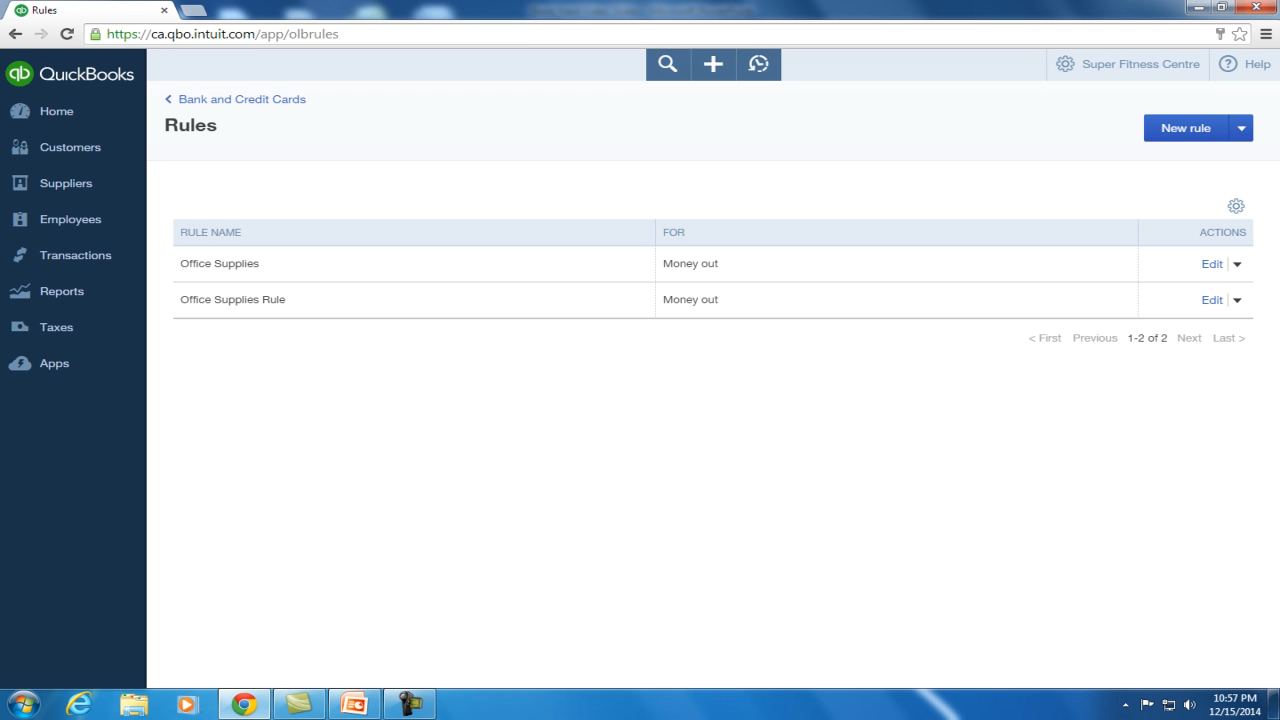 Rules
https://ca.qbo.intuit.com/app/olbrules
qb QuickBooks
Super Fitness Centre
? Help
Home
Customers
Suppliers
Employees
Transactions
Reports
Taxes
Apps
< Bank and Credit Cards
Rules
New rule
RULE NAME FOR ACTIONS
Office Supplies Money out Edit
Office Supplies Rule Money out Edit
< First Previous 1-2 of 2 Next Last >
10:57 PM
12/15/2014